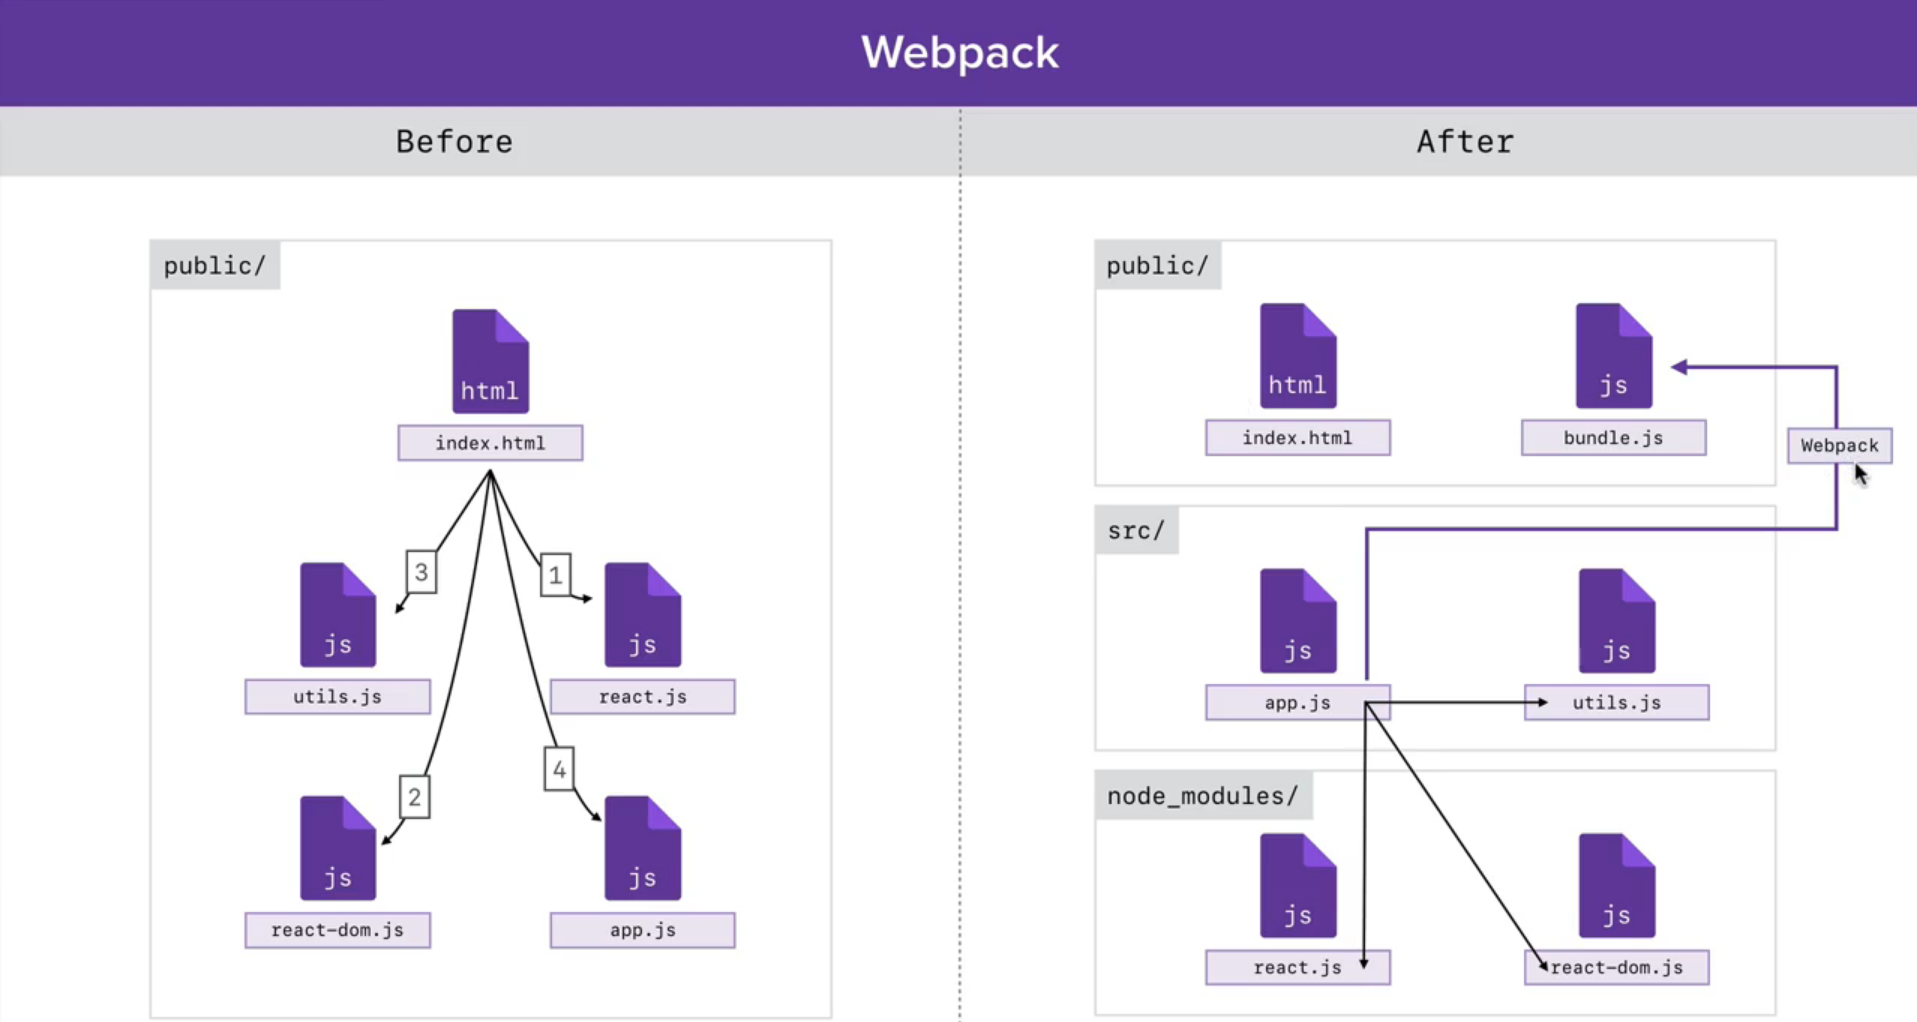 Webpack
Before
After
public/
html
index.html
3
1
js
utils.js
js
react.js
2
4
js
react-dom.js
js
app.js
public/
html
index.html
js
bundle.js
Webpack
src/
js
app.js
js
utils.js
node_modules/
js
react.js
js
react-dom.js